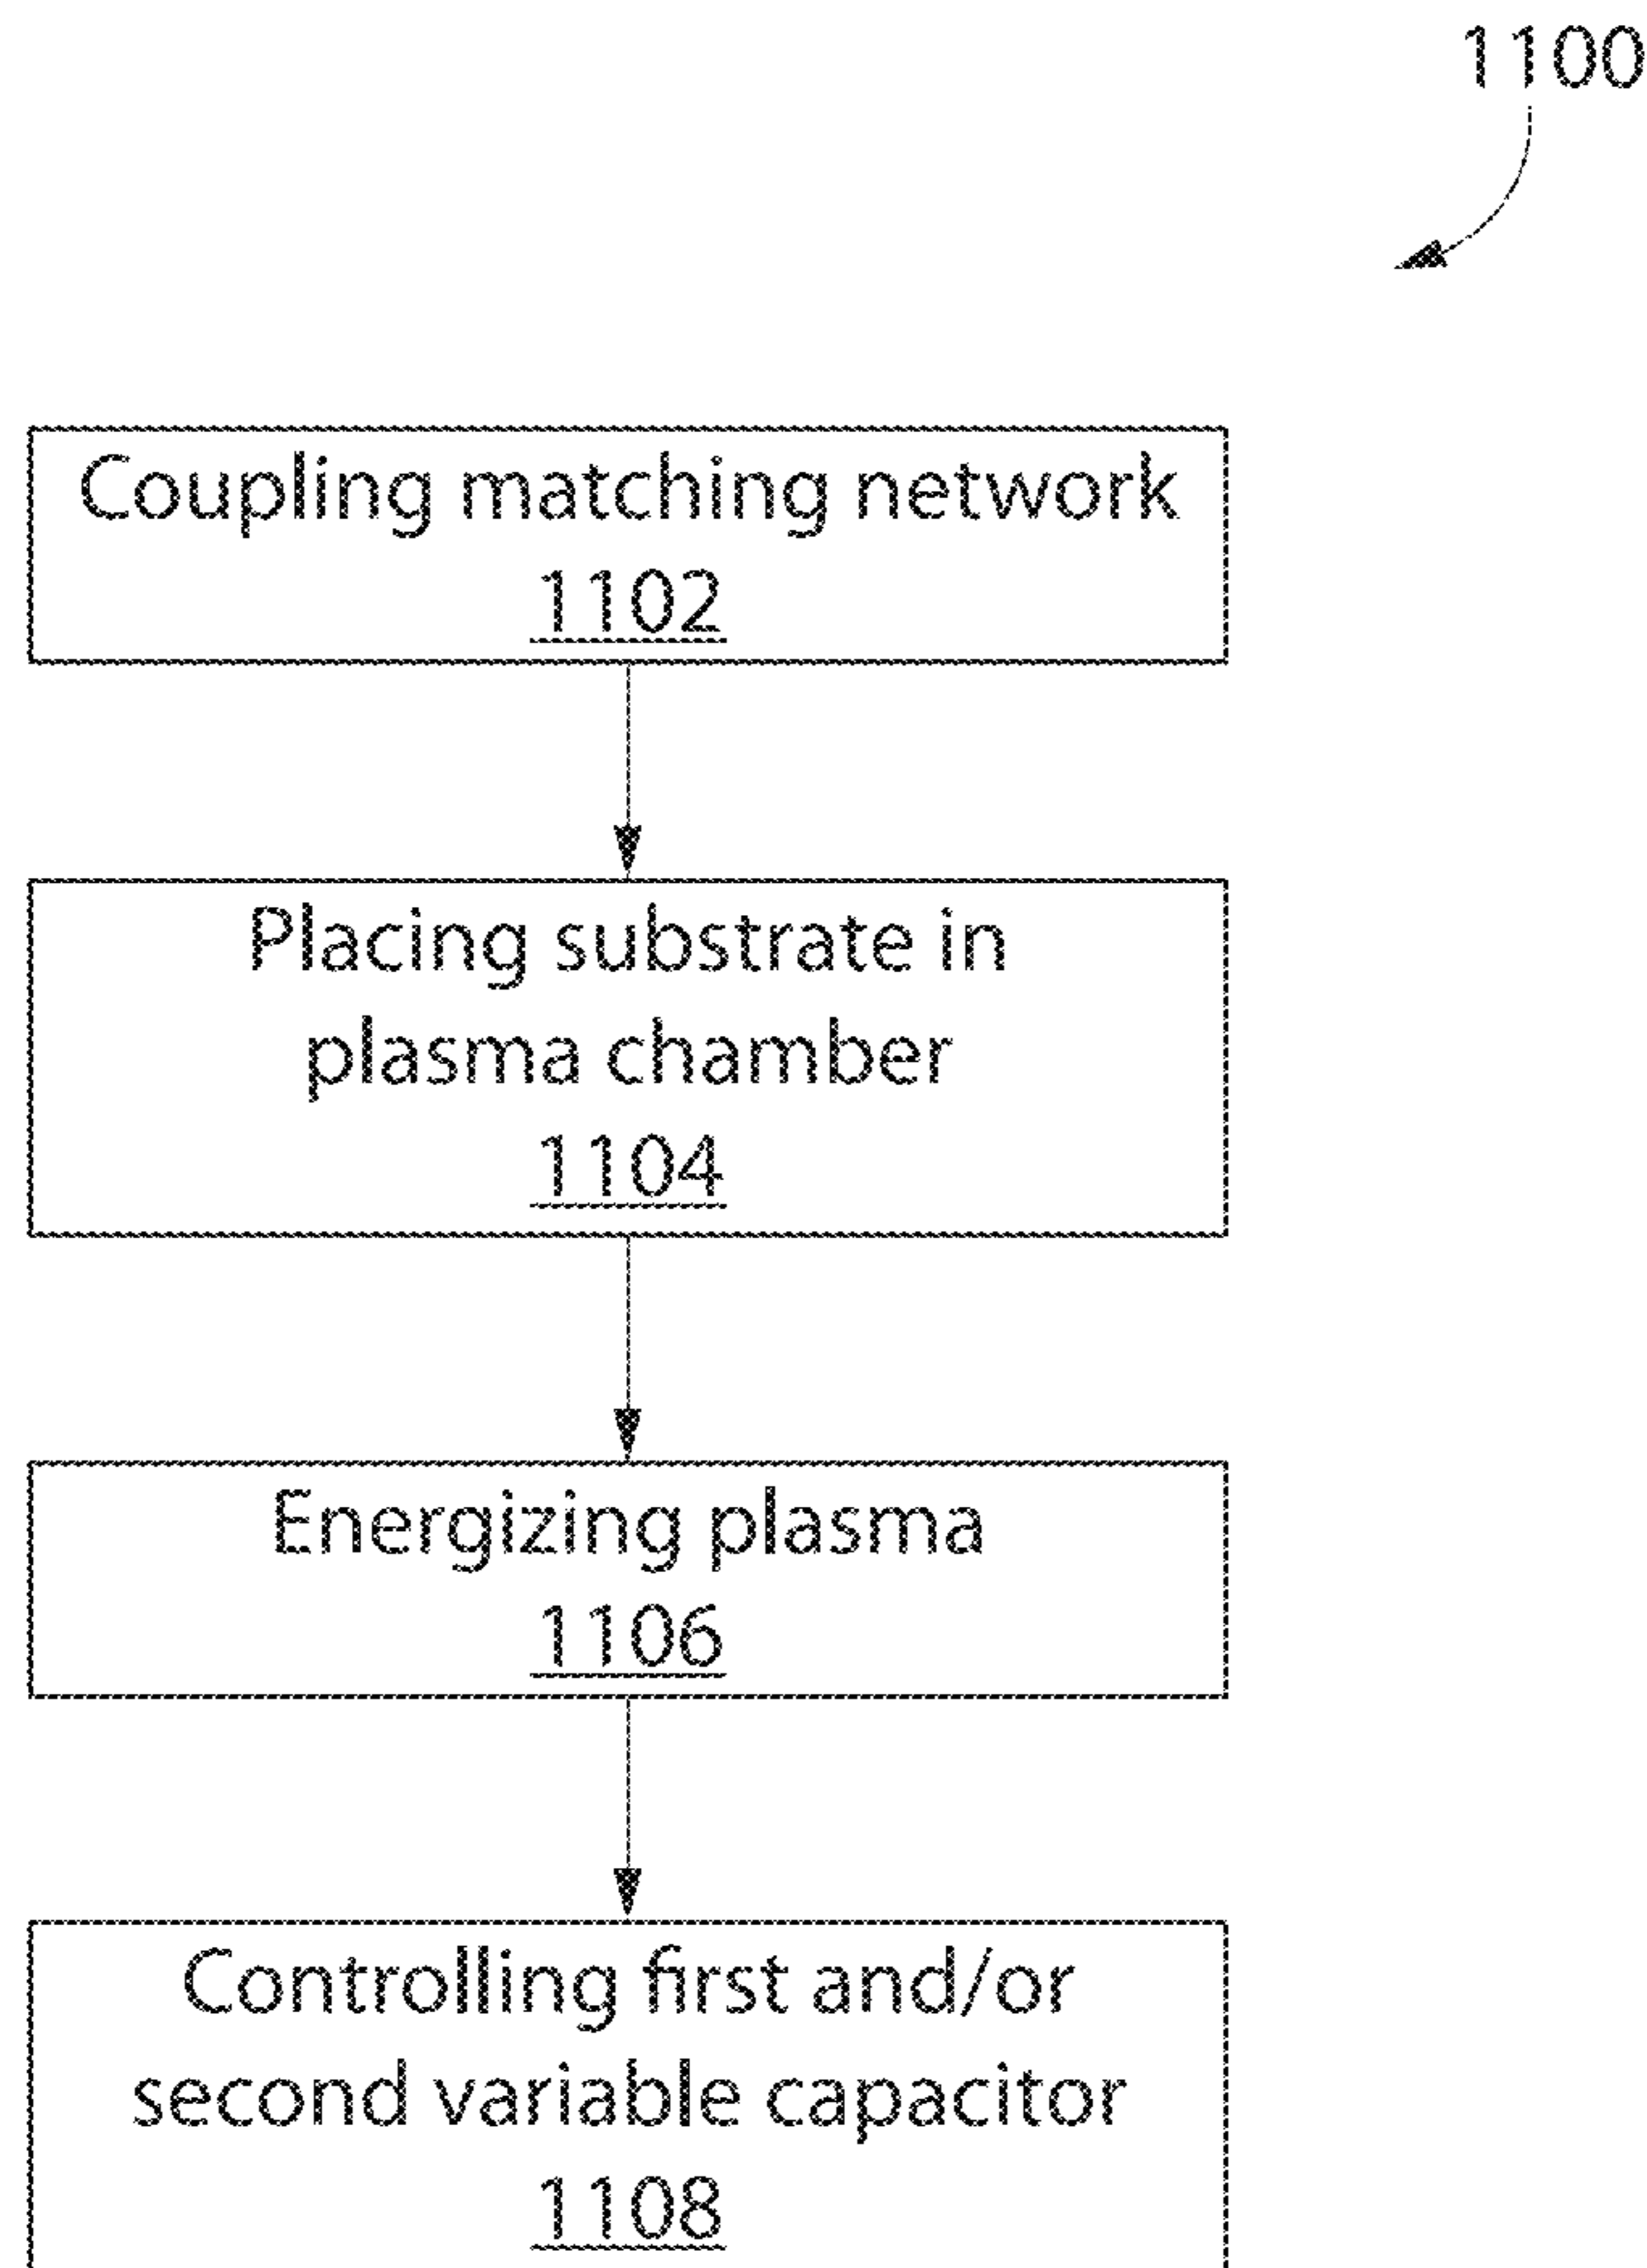 1100
Coupling matching network
1102
Placing substrate in
plasma chamber
1104
Energizing plasma
1106
Controlling first and/or
second variable capacitor
1108